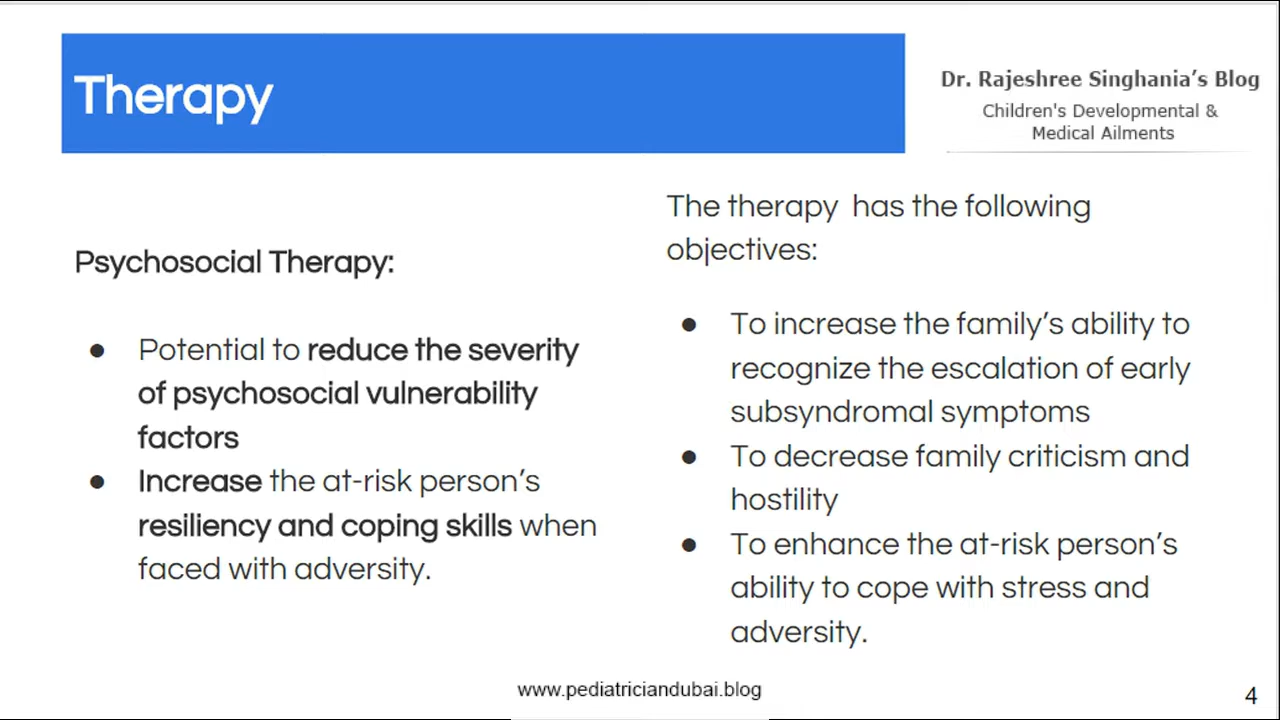 Therapy
Dr. Rajeshree Singhania’s Blog
Children's Developmental &
Medical Ailments
Psychosocial Therapy:
● Potential to reduce the severity
of psychosocial vulnerability
factors
● Increase the at-risk person’s
resiliency and coping skills when
faced with adversity.
The therapy  has the following
objectives:
● To increase the family’s ability to
recognize the escalation of early
subsyndromal symptoms
● To decrease family criticism and
hostility
● To enhance the at-risk person’s
ability to cope with stress and
adversity.
www.pediatriciandubai.blog
4